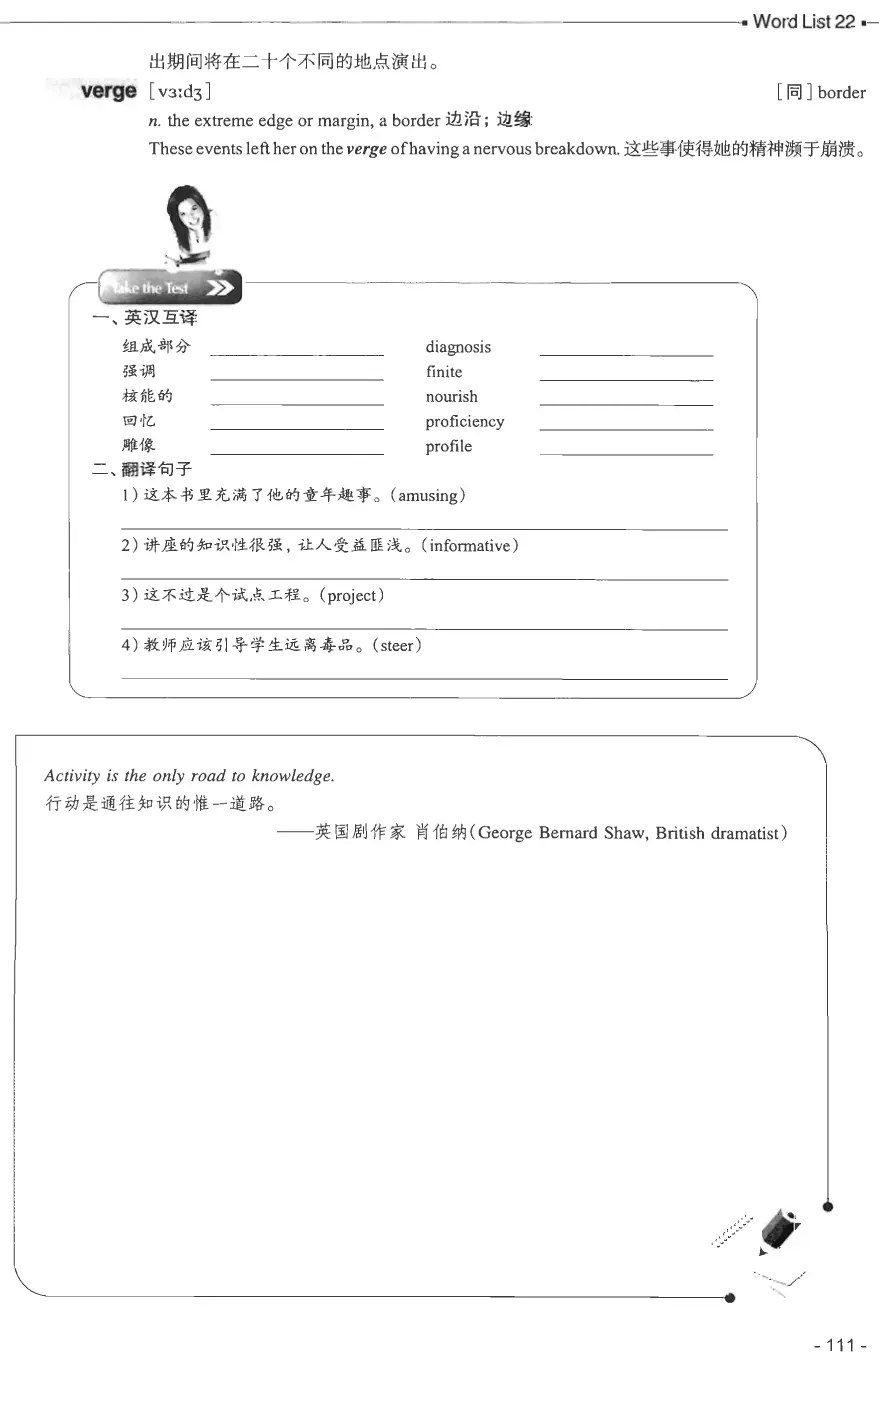 Word List 22
出期间将在二十个不同的地点演出。
verge [vɜːdʒ] [同] border
n. the extreme edge or margin, a border 边沿；边缘
These events left her on the verge of having a nervous breakdown. 这些事使得她的精神濒于崩溃。
Take the Test
一、英汉互译
组成部分 diagnosis
强调 finite
核能的 nourish
回忆 proficiency
雕像 profile
二、翻译句子
1) 这本书里充满了他的童年趣事。(amusing)
2) 讲座的知识性很强，让人受益匪浅。(informative)
3) 这不过是个试点工程。(project)
4) 教师应该引导学生远离毒品。(steer)
Activity is the only road to knowledge.
行动是通往知识的惟一道路。
——英国剧作家 肖伯纳(George Bernard Shaw, British dramatist)
- 111 -